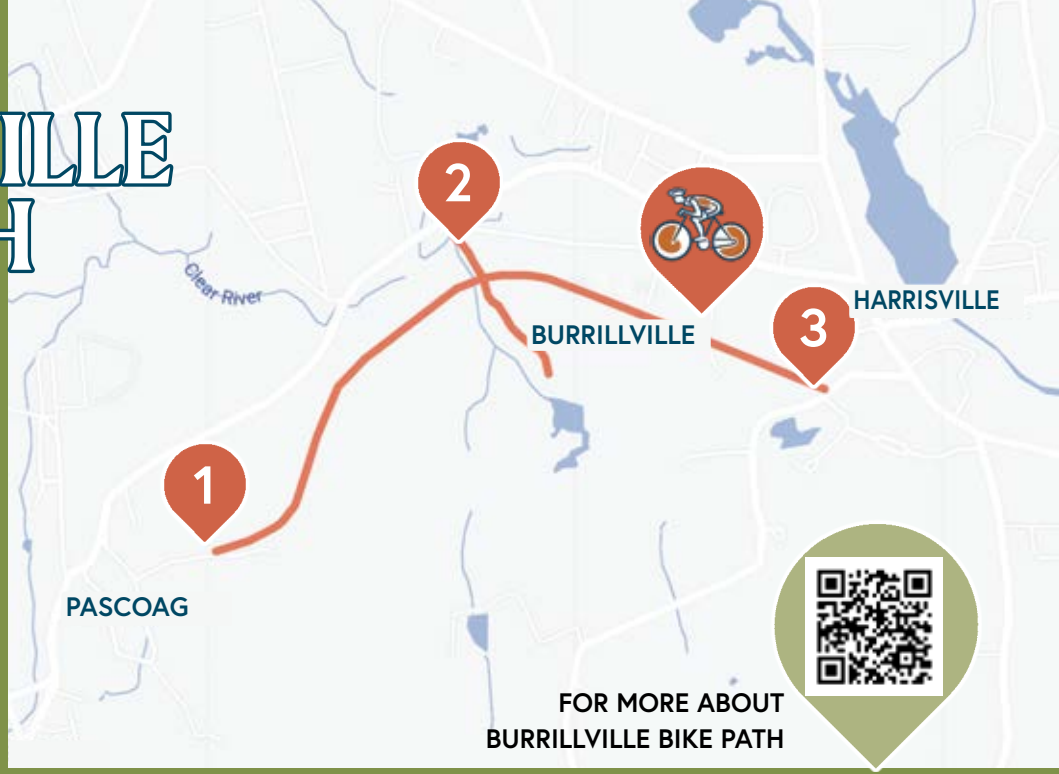 ILLE
H
2
Clear River
HARRISVILLE
3
BURRILLVILLE
1
PASCOAG
FOR MORE ABOUT
BURRILLVILLE BIKE PATH